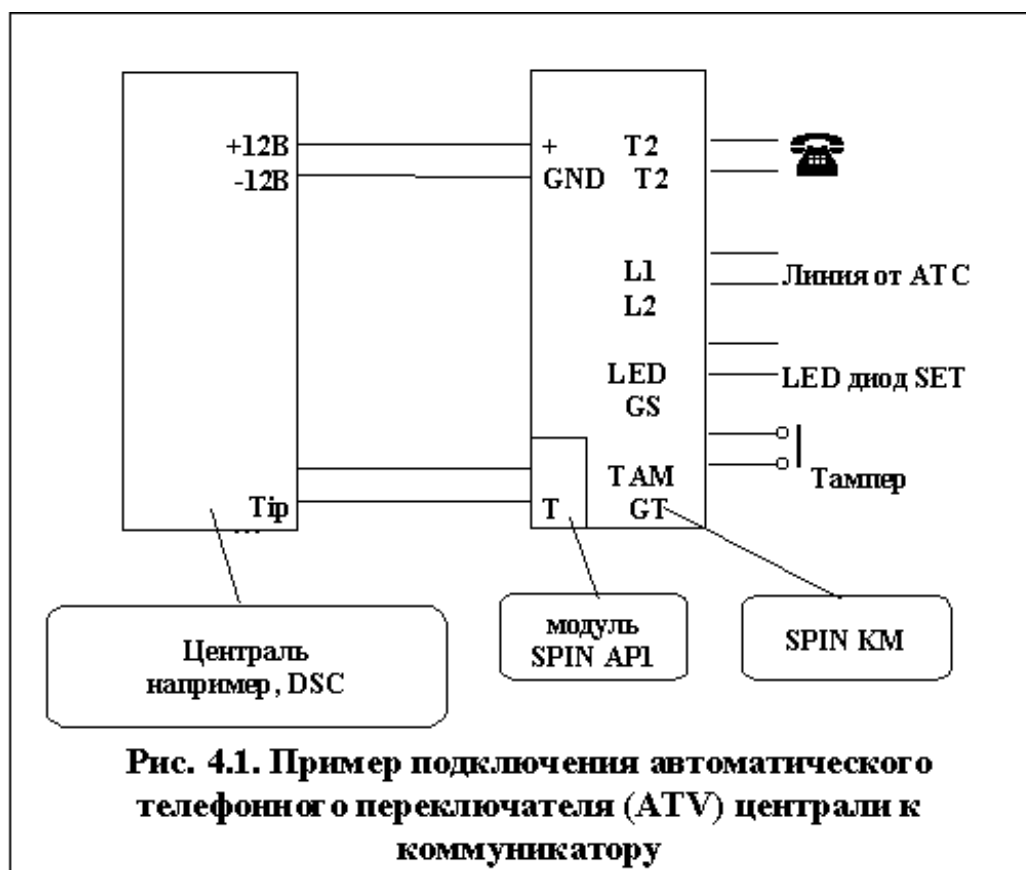 +12В + T2
-12В GND T2
L1 Линия от АТС
L2
LED LED диод SET
GS
TAM Тампер
Tip T GT
...
Централь
например, DSC
модуль
SPIN AP1
SPIN KM
Рис. 4.1. Пример подключения автоматического
телефонного переключателя (ATV) централи к
коммуникатору